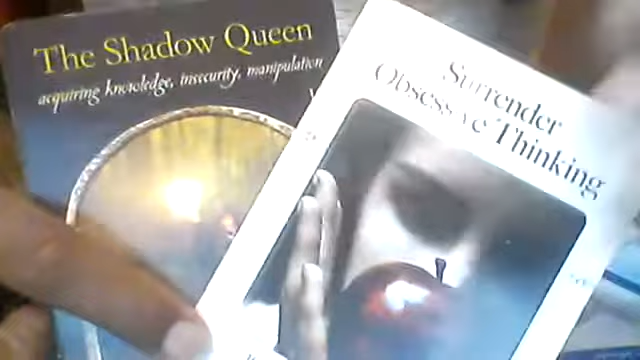 The Shadow Queen
acquiring knowledge, insecurity, manipulation
Surrender
Obsessive Thinking